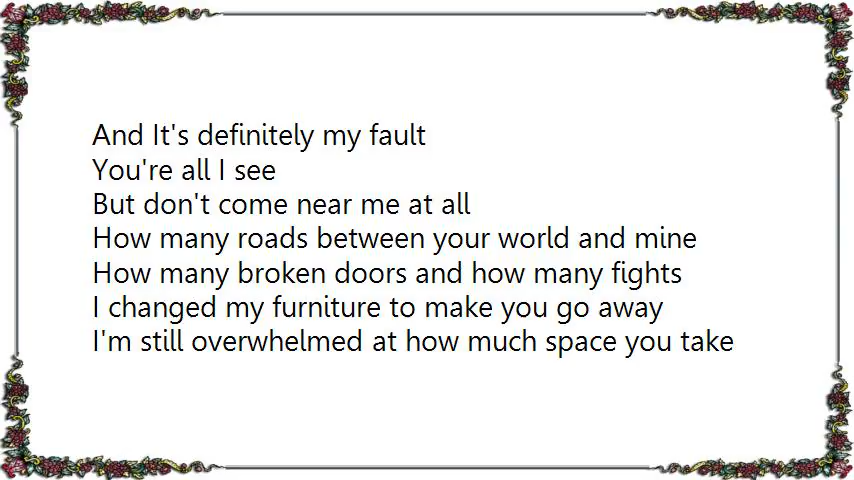 And It's definitely my fault
You're all I see
But don't come near me at all
How many roads between your world and mine
How many broken doors and how many fights
I changed my furniture to make you go away
I'm still overwhelmed at how much space you take